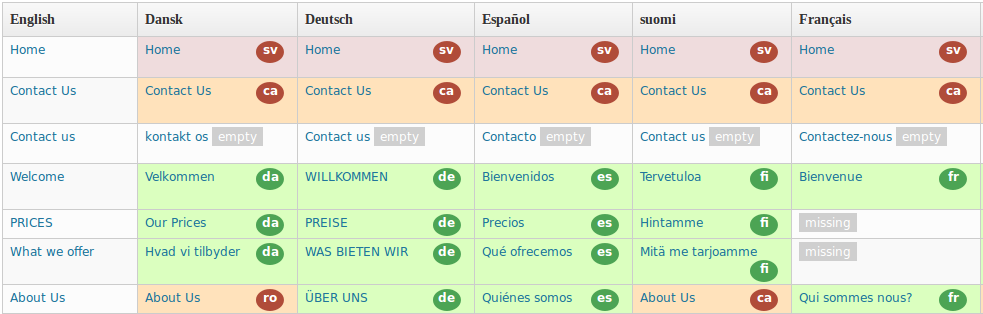 English Dansk Deutsch Español suomi Français
Home Home sv Home sv Home sv Home sv Home sv
Contact Us Contact Us ca Contact Us ca Contact Us ca Contact Us ca Contact Us ca
Contact us kontakt os empty Contact us empty Contacto empty Contact us empty Contactez-nous empty
Welcome Velkommen da WILLKOMMEN de Bienvenidos es Tervetuloa fi Bienvenue fr
PRICES Our Prices da PREISE de Precios es Hintamme fi missing
What we offer Hvad vi tilbyder da WAS BIETEN WIR de Qué ofrecemos es Mitä me tarjoamme fi missing
About Us About Us ro ÜBER UNS de Quiénes somos es About Us ca Qui sommes nous? fr